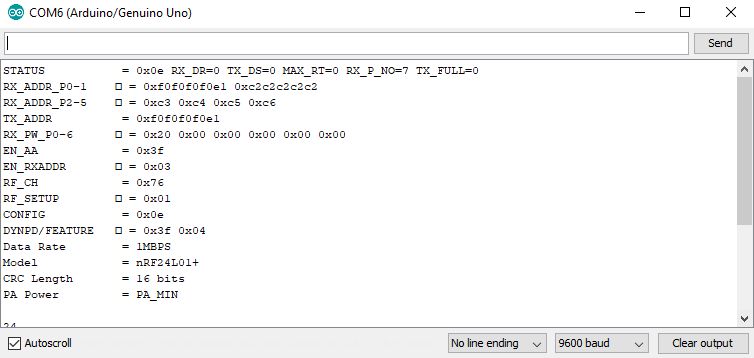 COM6 (Arduino/Genuino Uno)
Send
STATUS = 0x0e RX_DR=0 TX_DS=0 MAX_RT=0 RX_P_NO=7 TX_FULL=0
RX_ADDR_P0-1 = 0xf0f0f0f0e1 0xc2c2c2c2c2
RX_ADDR_P2-5 = 0xc3 0xc4 0xc5 0xc6
TX_ADDR = 0xf0f0f0f0e1
RX_PW_P0-6 = 0x20 0x00 0x00 0x00 0x00 0x00
EN_AA = 0x3f
EN_RXADDR = 0x03
RF_CH = 0x76
RF_SETUP = 0x01
CONFIG = 0x0e
DYNPD/FEATURE = 0x3f 0x04
Data Rate = 1MBPS
Model = nRF24L01+
CRC Length = 16 bits
PA Power = PA_MIN
24
Autoscroll No line ending 9600 baud Clear output